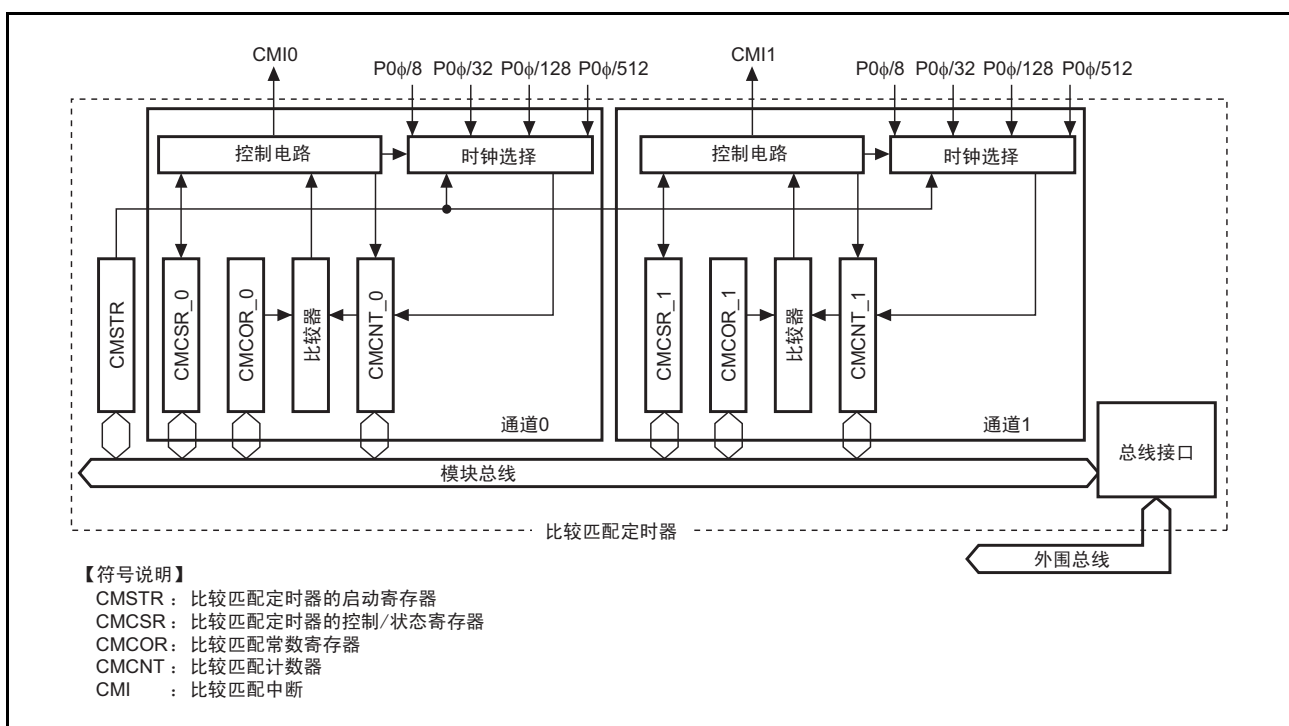 CMI0
P0ϕ/8 P0ϕ/32 P0ϕ/128 P0ϕ/512
CMI1
P0ϕ/8 P0ϕ/32 P0ϕ/128 P0ϕ/512
控制电路
时钟选择
控制电路
时钟选择
CMSTR
CMCSR_0
CMCOR_0
比较器
CMCNT_0
CMCSR_1
CMCOR_1
比较器
CMCNT_1
通道0
通道1
总线接口
模块总线
比较匹配定时器
外围总线
【符号说明】
CMSTR : 比较匹配定时器的启动寄存器
CMCSR : 比较匹配定时器的控制/状态寄存器
CMCOR : 比较匹配常数寄存器
CMCNT : 比较匹配计数器
CMI : 比较匹配中断